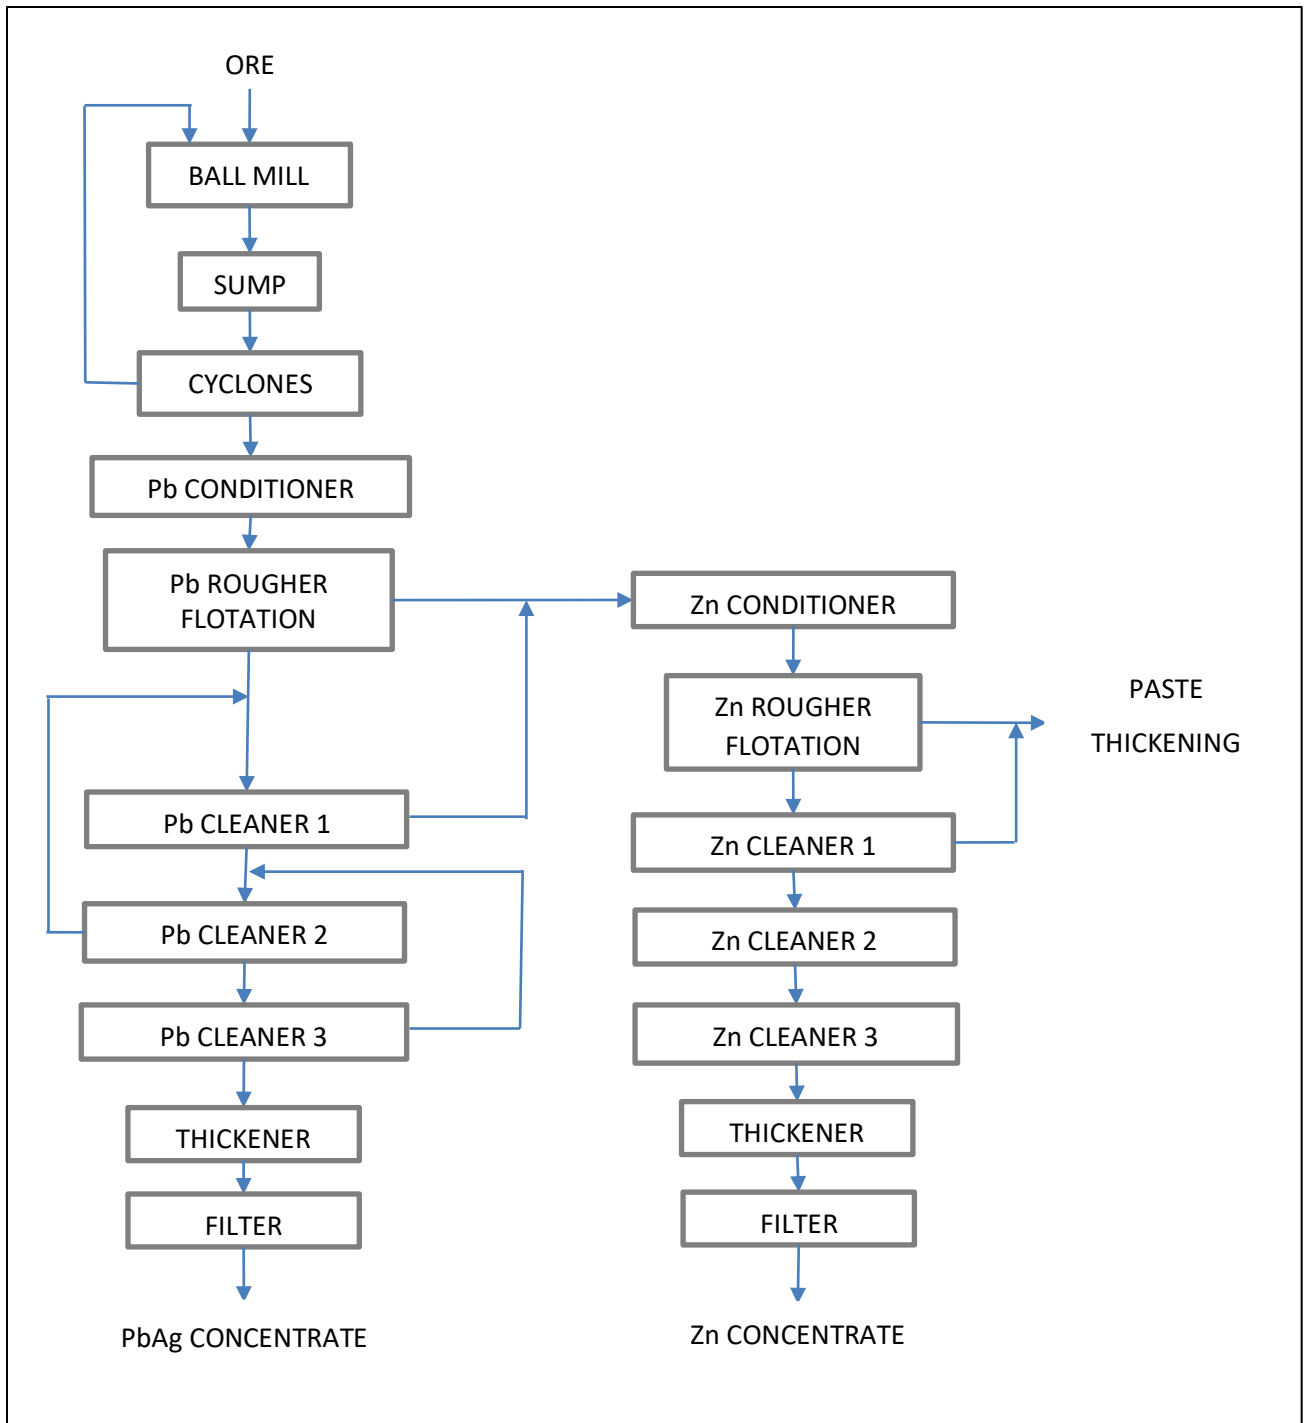 ORE
BALL MILL
SUMP
CYCLONES
Pb CONDITIONER
Pb ROUGHER
FLOTATION
Pb CLEANER 1
Pb CLEANER 2
Pb CLEANER 3
THICKENER
FILTER
PbAg CONCENTRATE
Zn CONDITIONER
Zn ROUGHER
FLOTATION
Zn CLEANER 1
Zn CLEANER 2
Zn CLEANER 3
THICKENER
FILTER
Zn CONCENTRATE
PASTE
THICKENING